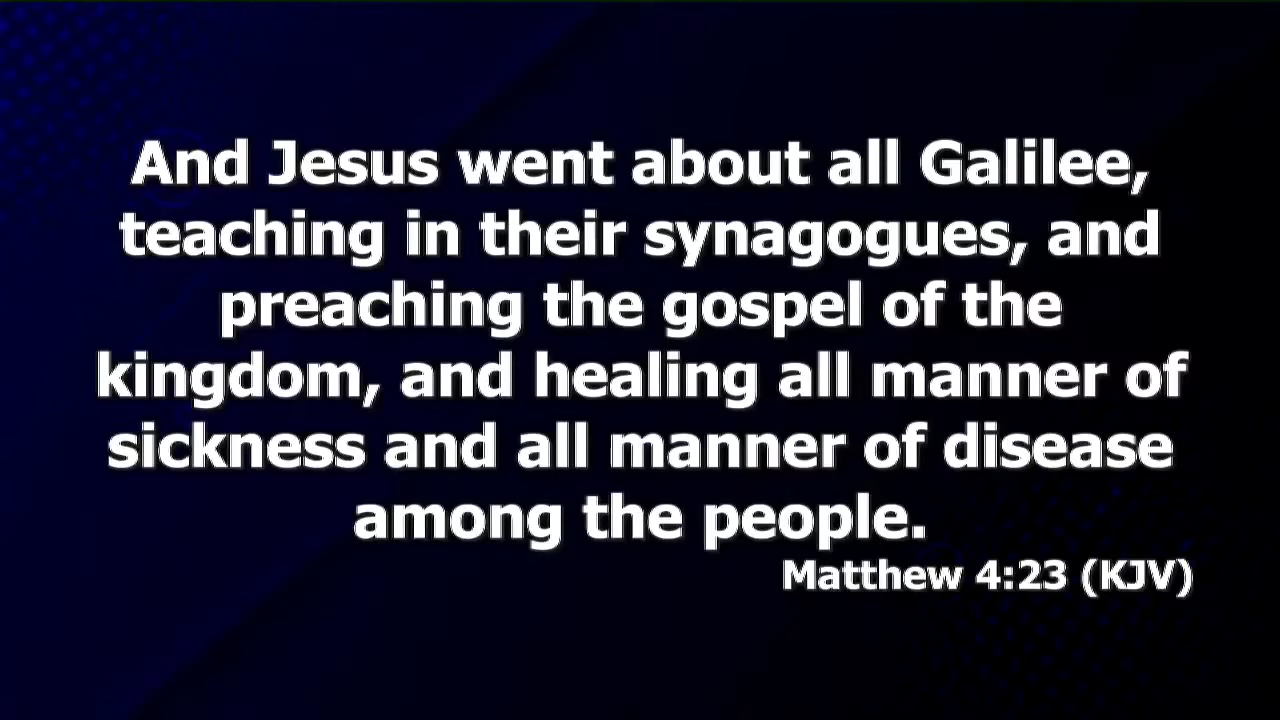 And Jesus went about all Galilee,
teaching in their synagogues, and
preaching the gospel of the
kingdom, and healing all manner of
sickness and all manner of disease
among the people.
Matthew 4:23 (KJV)